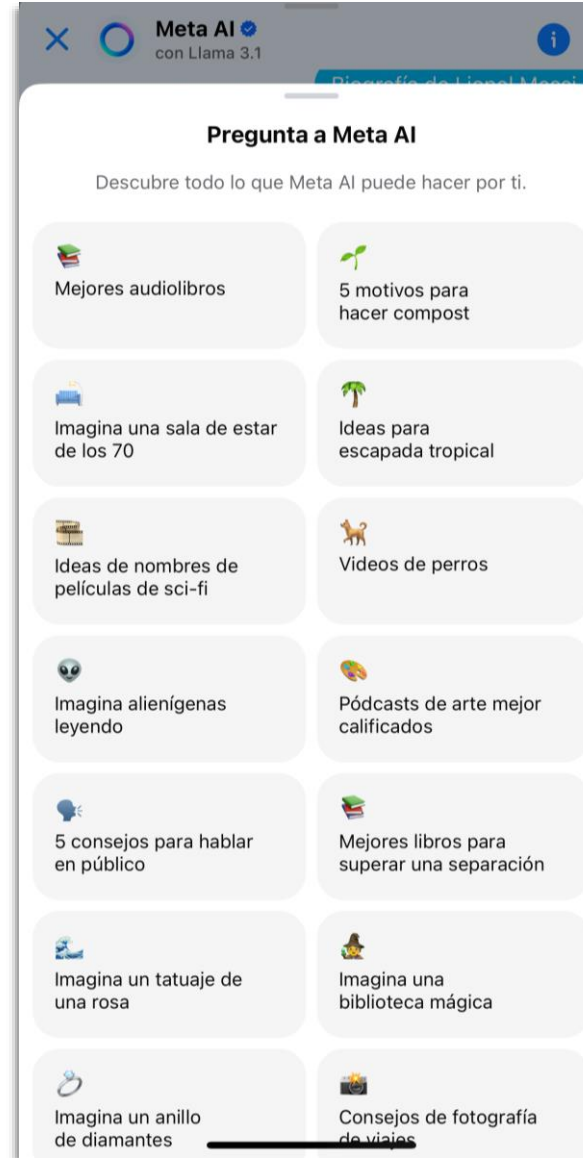 Meta AI
con Llama 3.1
Biografía de Lionel Messi
Pregunta a Meta AI
Descubre todo lo que Meta AI puede hacer por ti.
Mejores audiolibros
5 motivos para
hacer compost
Imagina una sala de estar
de los 70
Ideas para
escapada tropical
Ideas de nombres de
películas de sci-fi
Videos de perros
Imagina alienígenas
leyendo
Pódcasts de arte mejor
calificados
5 consejos para hablar
en público
Mejores libros para
superar una separación
Imagina un tatuaje de
una rosa
Imagina una
biblioteca mágica
Imagina un anillo
de diamantes
Consejos de fotografía
de viajes